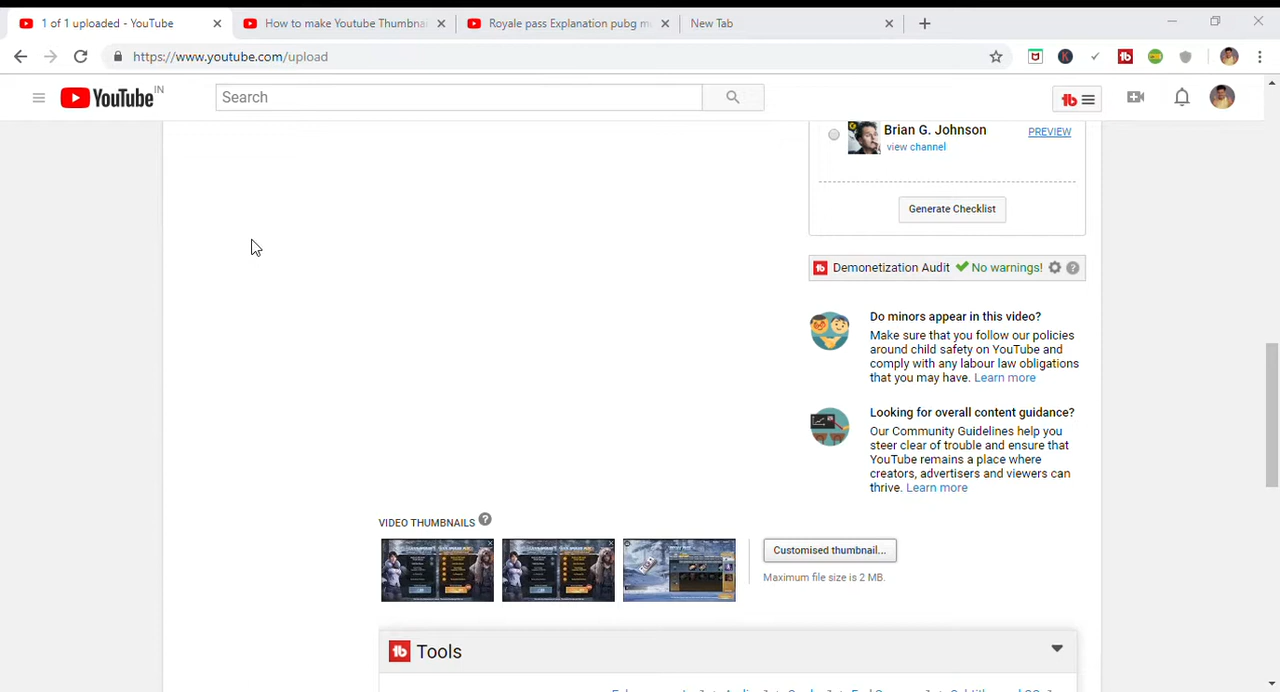 1 of 1 uploaded - YouTube
How to make Youtube Thumbnai
Royale pass Explanation pubg m
New Tab
https://www.youtube.com/upload
YouTube IN
Search
Brian G. Johnson
PREVIEW
view channel
Generate Checklist
Demonetization Audit No warnings!
Do minors appear in this video?
Make sure that you follow our policies
around child safety on YouTube and
comply with any labour law obligations
that you may have. Learn more
Looking for overall content guidance?
Our Community Guidelines help you
steer clear of trouble and ensure that
YouTube remains a place where
creators, advertisers and viewers can
thrive. Learn more
VIDEO THUMBNAILS
Customised thumbnail...
Maximum file size is 2 MB.
tb Tools